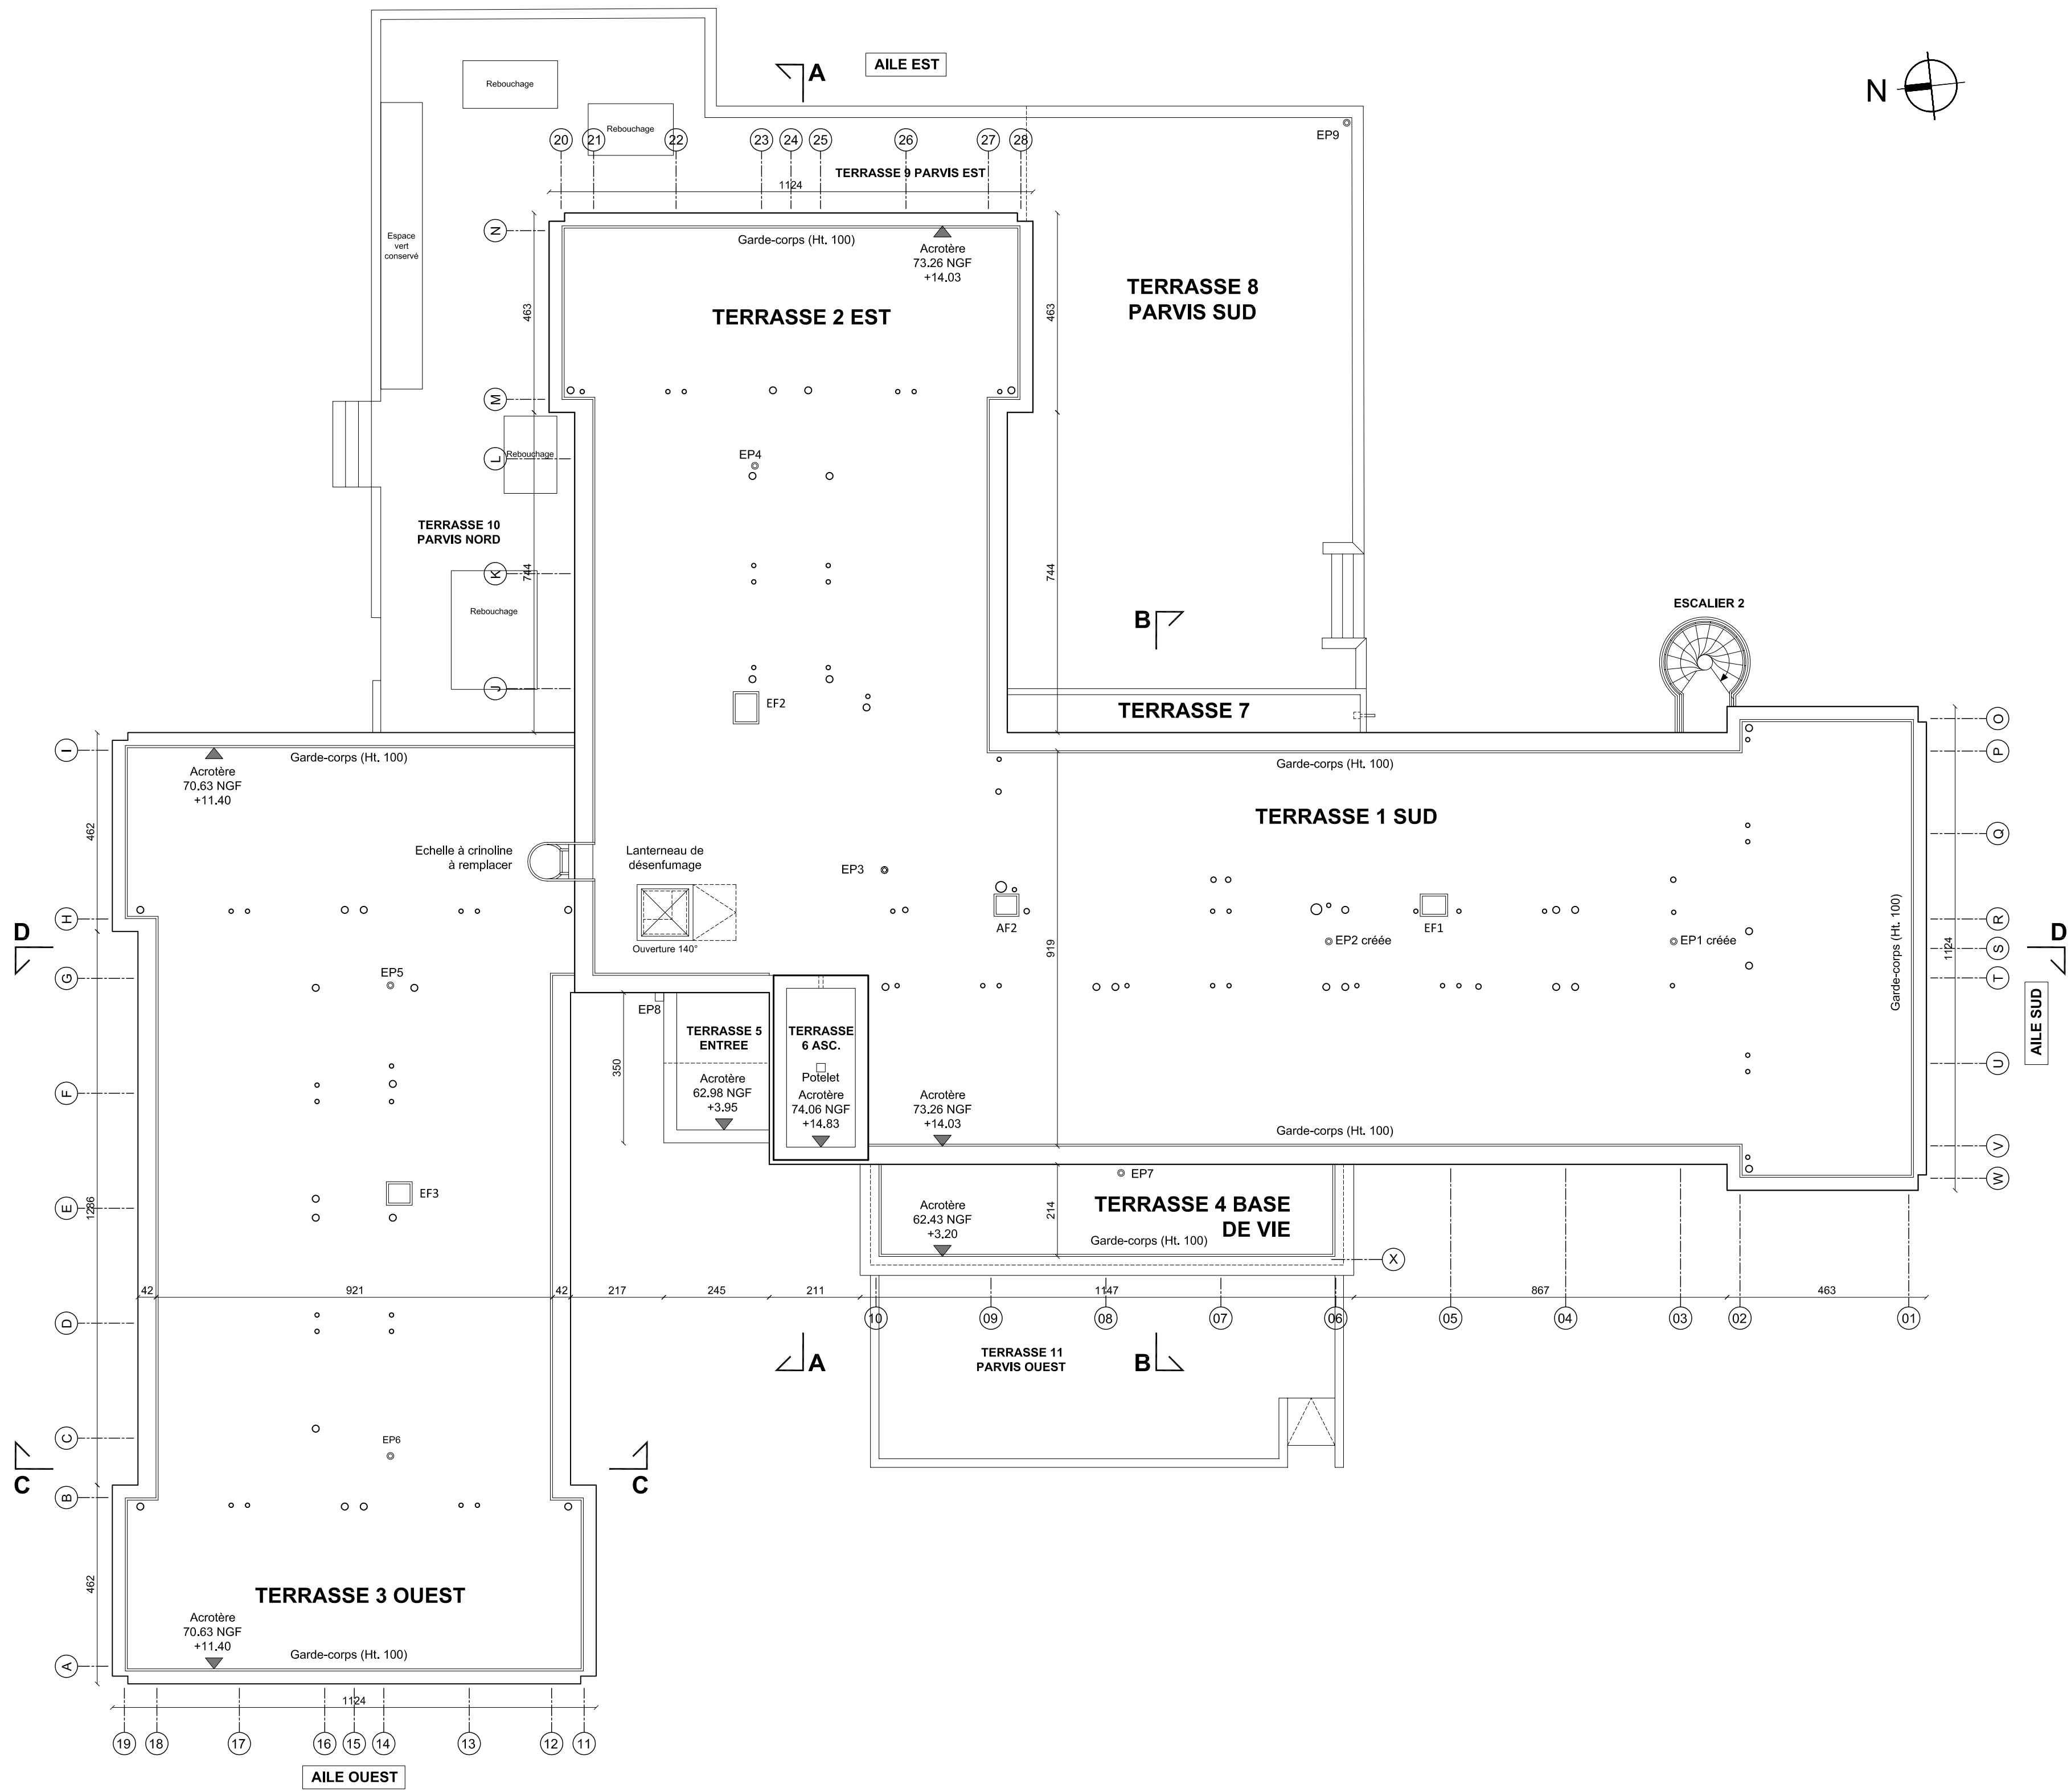 A
AILE EST
N
Rebouchage
Rebouchage
EP9
20
21
22
23
24
25
26
27
28
TERRASSE 9 PARVIS EST
1124
Espace
vert
conservé
N
Garde-corps (Ht. 100)
Acrotère
73.26 NGF
+14.03
TERRASSE 8
PARVIS SUD
463
TERRASSE 2 EST
463
M
L
Rebouchage
EP4
TERRASSE 10
PARVIS NORD
K
744
744
Rebouchage
B
ESCALIER 2
J
EF2
TERRASSE 7
O
I
P
Garde-corps (Ht. 100)
Garde-corps (Ht. 100)
Acrotère
70.63 NGF
+11.40
TERRASSE 1 SUD
462
Q
Echelle à crinoline
à remplacer
Lanterneau de
désenfumage
EP3
H
AF2
EF1
R
D
Ouverture 140°
EP2 créée
EP1 créée
919
Garde-corps (Ht. 100)
1124
S
D
G
EP5
T
EP8
TERRASSE 5
ENTREE
TERRASSE
6 ASC.
AILE SUD
350
Potelet
U
F
Acrotère
62.98 NGF
+3.95
Acrotère
74.06 NGF
+14.83
Acrotère
73.26 NGF
+14.03
Garde-corps (Ht. 100)
V
EP7
W
EF3
E
1286
214
Acrotère
62.43 NGF
+3.20
TERRASSE 4 BASE
DE VIE
Garde-corps (Ht. 100)
X
42
921
42
217
245
211
1147
867
463
D
10
09
08
07
06
05
04
03
02
01
A
TERRASSE 11
PARVIS OUEST
B
C
EP6
C
C
B
462
TERRASSE 3 OUEST
Acrotère
70.63 NGF
+11.40
Garde-corps (Ht. 100)
A
1124
19
18
17
16
15
14
13
12
11
AILE OUEST